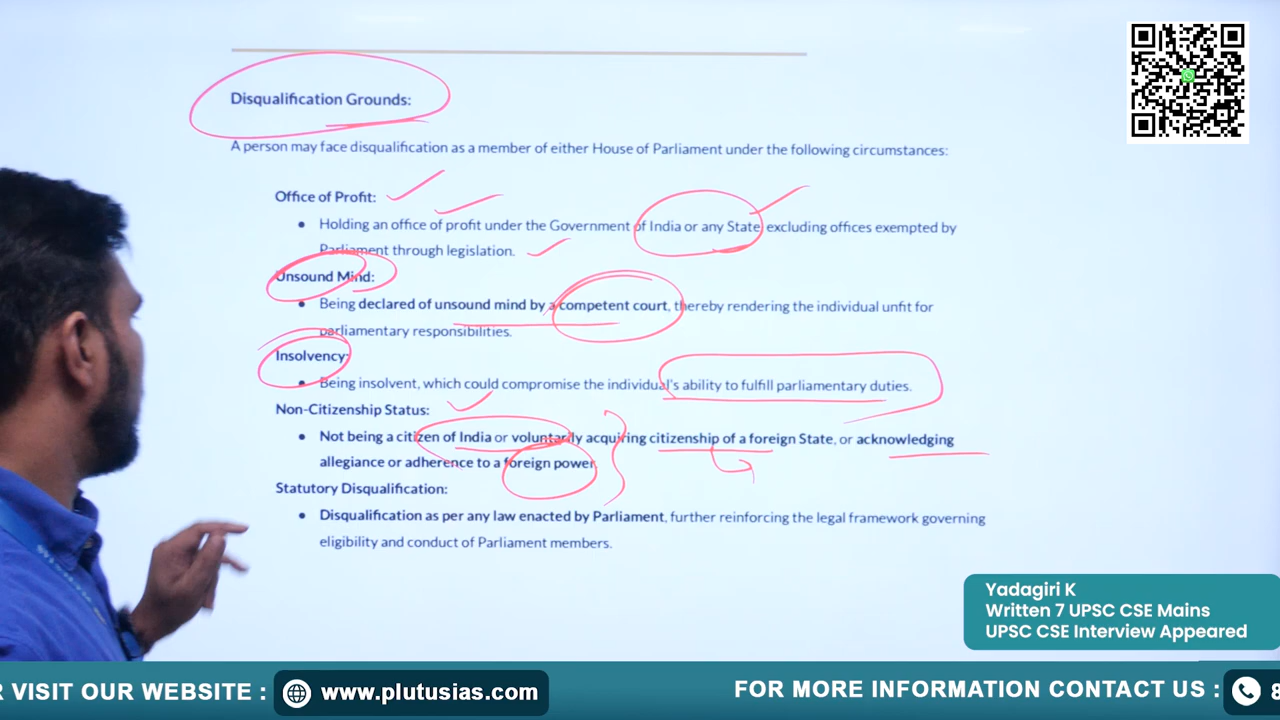 Disqualification Grounds:
A person may face disqualification as a member of either House of Parliament under the following circumstances:
Office of Profit:
Holding an office of profit under the Government of India or any State, excluding offices exempted by
Parliament through legislation.
Unsound Mind:
Being declared of unsound mind by a competent court, thereby rendering the individual unfit for
parliamentary responsibilities.
Insolvency:
Being insolvent, which could compromise the individual's ability to fulfill parliamentary duties.
Non-Citizenship Status:
Not being a citizen of India or voluntarily acquiring citizenship of a foreign State, or acknowledging
allegiance or adherence to a foreign power.
Statutory Disqualification:
Disqualification as per any law enacted by Parliament, further reinforcing the legal framework governing
eligibility and conduct of Parliament members.
Yadagiri K
Written 7 UPSC CSE Mains
UPSC CSE Interview Appeared
R VISIT OUR WEBSITE : www.plutusias.com FOR MORE INFORMATION CONTACT US : 8